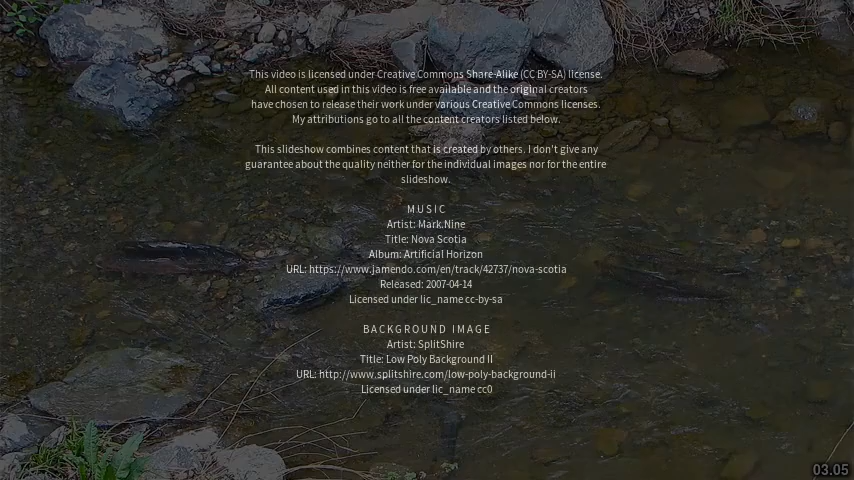 This video is licensed under Creative Commons Share-Alike (CC BY-SA) license.
All content used in this video is free available and the original creators
have chosen to release their work under various Creative Commons licenses.
My attributions go to all the content creators listed below.
This slideshow combines content that is created by others. I don't give any
guarantee about the quality neither for the individual images nor for the entire
slideshow.
MUSIC
Artist: Mark.Nine
Title: Nova Scotia
Album: Artificial Horizon
URL: https://www.jamendo.com/en/track/42737/nova-scotia
Released: 2007-04-14
Licensed under lic_name cc-by-sa
BACKGROUND IMAGE
Artist: SplitShire
Title: Low Poly Background II
URL: http://www.splitshire.com/low-poly-background-ii
Licensed under lic_name cc0
03.05